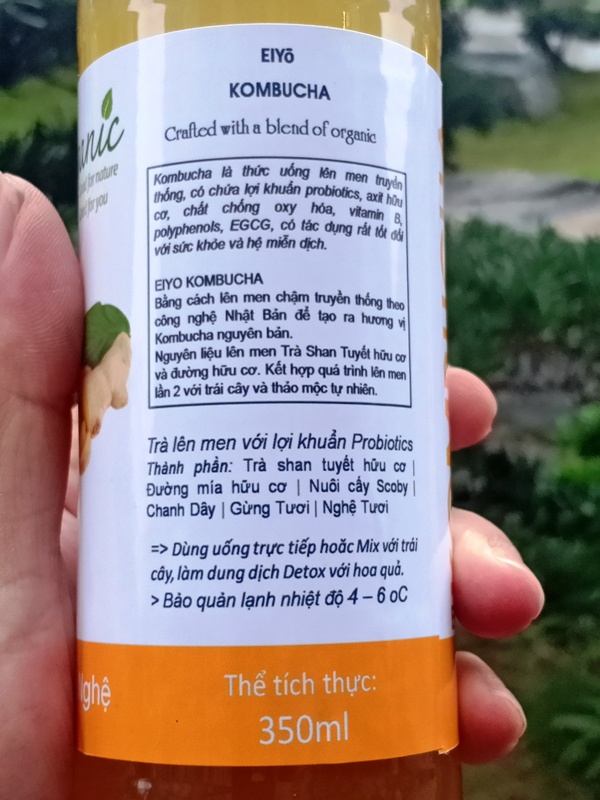 EIYō
KOMBUCHA
Crafted with a blend of organic
Kombucha là thức uống lên men truyền
thống, có chứa lợi khuẩn probiotics, axit hữu
cơ, chất chống oxy hóa, vitamin B,
polyphenols, EGCG, có tác dụng rất tốt đối
với sức khỏe và hệ miễn dịch.
EIYO KOMBUCHA
Bằng cách lên men chậm truyền thống theo
công nghệ Nhật Bản để tạo ra hương vị
Kombucha nguyên bản.
Nguyên liệu lên men Trà Shan Tuyết hữu cơ
và đường hữu cơ. Kết hợp quá trình lên men
lần 2 với trái cây và thảo mộc tự nhiên.
Trà lên men với lợi khuẩn Probiotics
Thành phần: Trà shan tuyết hữu cơ |
Đường mía hữu cơ | Nuôi cấy Scoby |
Chanh Dây | Gừng Tươi | Nghệ Tươi
=> Dùng uống trực tiếp hoặc Mix với trái
cây, làm dung dịch Detox với hoa quả.
> Bảo quản lạnh nhiệt độ 4 – 6 oC
for nature
for you
Nghệ
Thể tích thực:
350ml